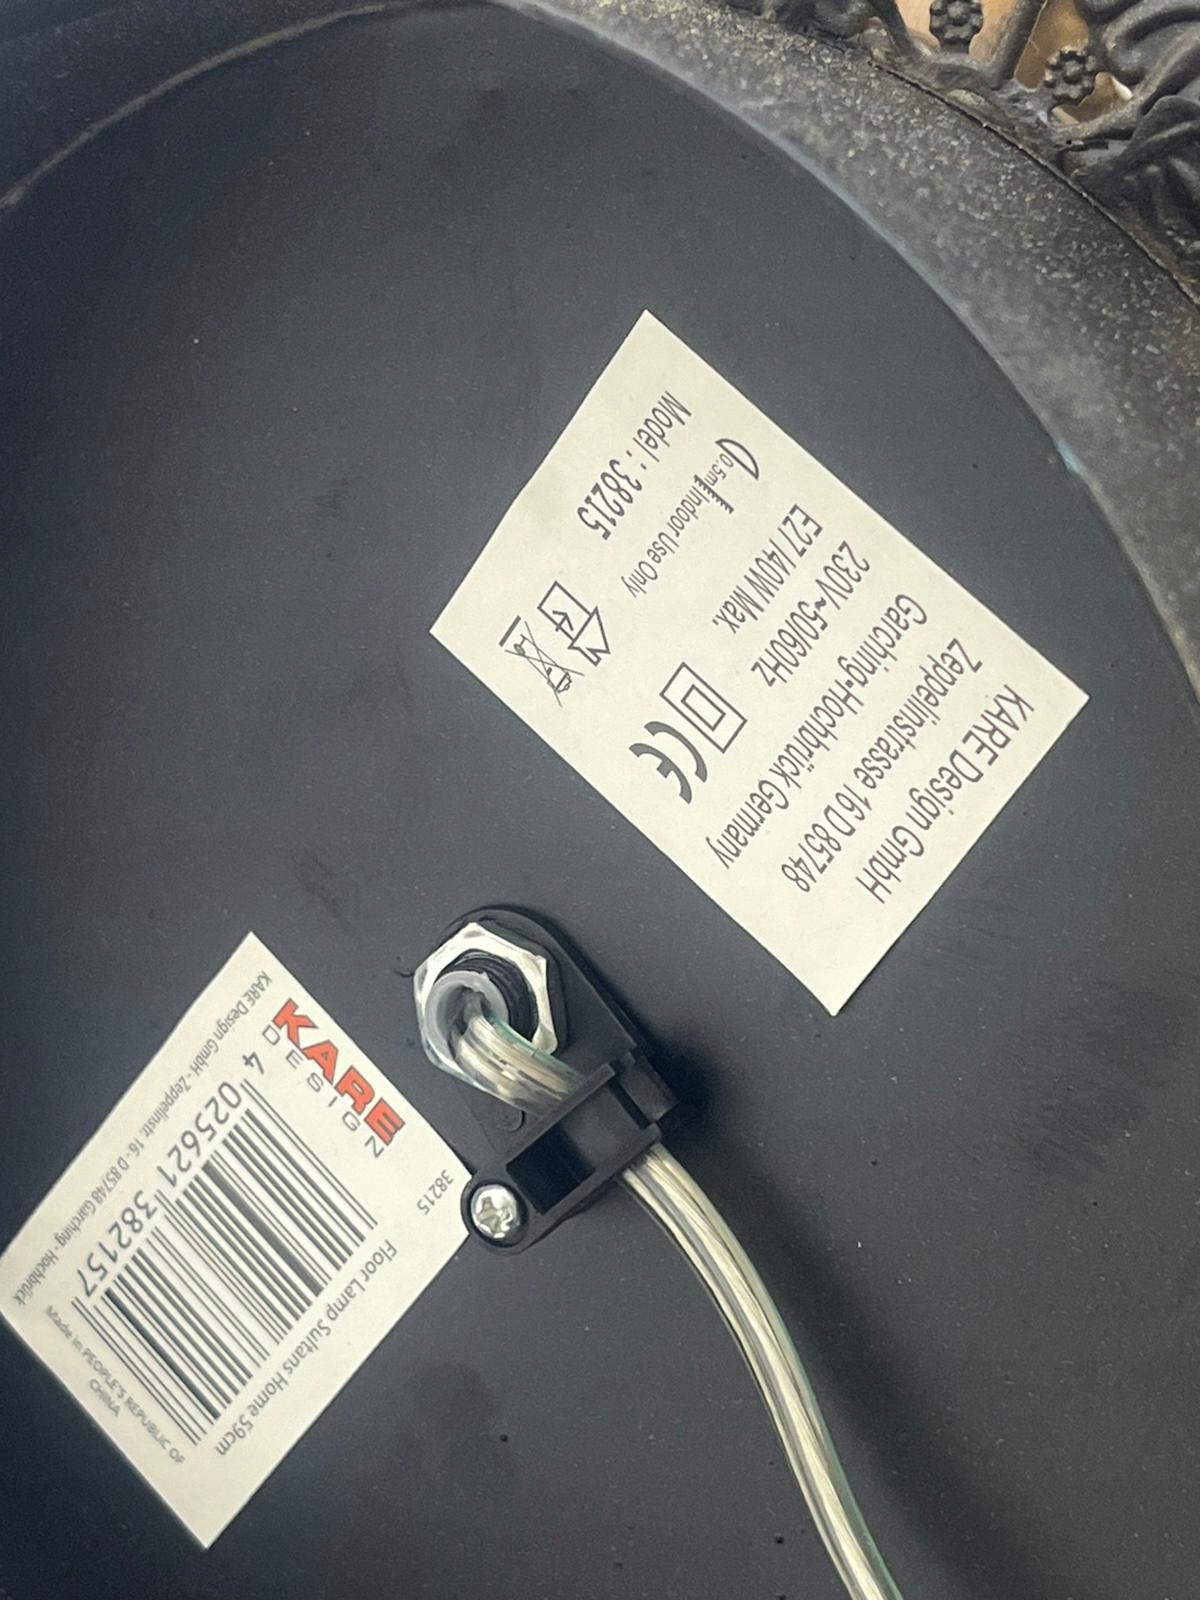 KARE Design GmbH
Zeppelinstrasse 16 D 85748
Garching-Hochbrück Germany
230V~50/60HZ
E27 /40W Max.
0.5m
Indoor Use Only
CE
Model : 38215
KARE
DESIGN
38215
Floor Lamp Sultans Home 59cm
4 025621 382157
Made in PEOPLE'S REPUBLIC OF
CHINA
KARE Design GmbH - Zeppelinstr. 16 - D 85748 Garching - Hochbrück